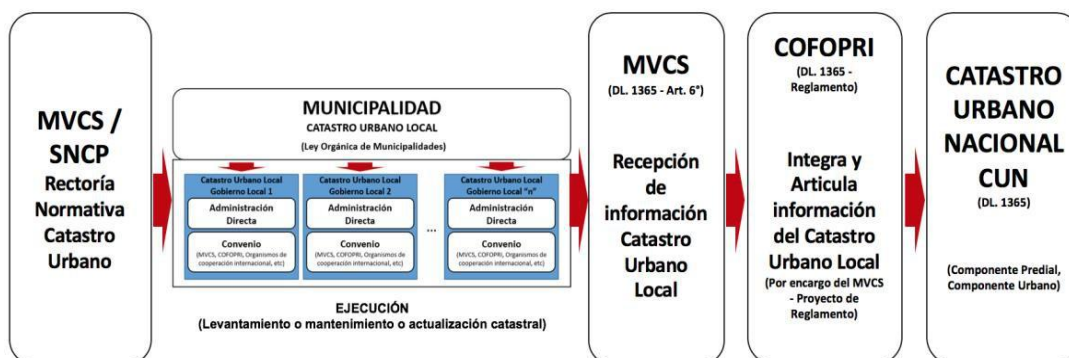 MVCS /
SNCP
Rectoría
Normativa
Catastro
Urbano
MUNICIPALIDAD
CATASTRO URBANO LOCAL
(Ley Orgánica de Municipalidades)
Catastro Urbano Local
Gobierno Local 1
Administración
Directa
Convenio
(MVCS, COFOPRI, Organismos de
cooperación internacional, etc)
Catastro Urbano Local
Gobierno Local 2
Administración
Directa
Convenio
(MVCS, COFOPRI, Organismos de
cooperación internacional, etc)
...
Catastro Urbano Local
Gobierno Local "n"
Administración
Directa
Convenio
(MVCS, COFOPRI, Organismos de
cooperación internacional, etc)
EJECUCIÓN
(Levantamiento o mantenimiento o actualización catastral)
MVCS
(DL. 1365 - Art. 6°)
Recepción
de
información
Catastro
Urbano
Local
COFOPRI
(DL. 1365 -
Reglamento)
Integra y
Articula
información
del Catastro
Urbano Local
(Por encargo del MVCS
- Proyecto de
Reglamento)
CATASTRO
URBANO
NACIONAL
CUN
(DL. 1365)
(Componente Predial,
Componente Urbano)